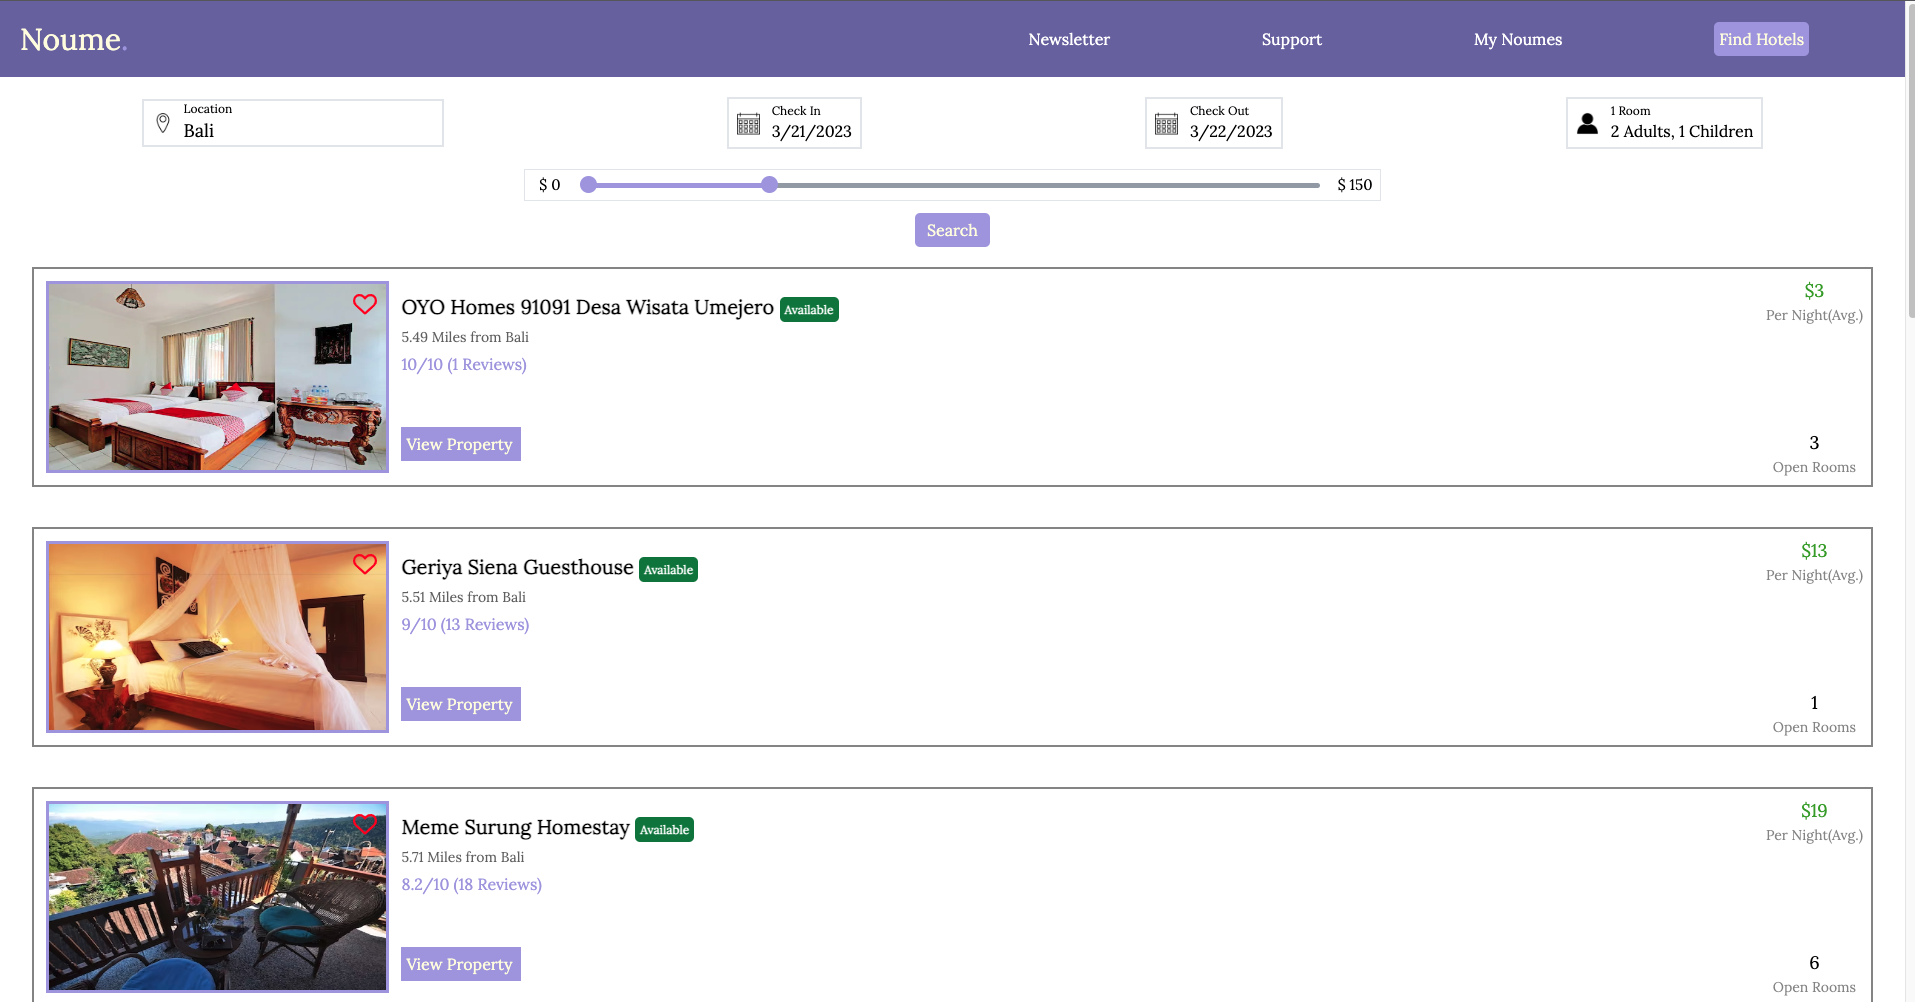 Noume.
Newsletter
Support
My Noumes
Find Hotels
Location
Bali
Check In
3/21/2023
Check Out
3/22/2023
1 Room
2 Adults, 1 Children
$ 0
$ 150
Search
OYO Homes 91091 Desa Wisata Umejero Available
5.49 Miles from Bali
10/10 (1 Reviews)
View Property
$3
Per Night(Avg.)
3
Open Rooms
Geriya Siena Guesthouse Available
5.51 Miles from Bali
9/10 (13 Reviews)
View Property
$13
Per Night(Avg.)
1
Open Rooms
Meme Surung Homestay Available
5.71 Miles from Bali
8.2/10 (18 Reviews)
View Property
$19
Per Night(Avg.)
6
Open Rooms